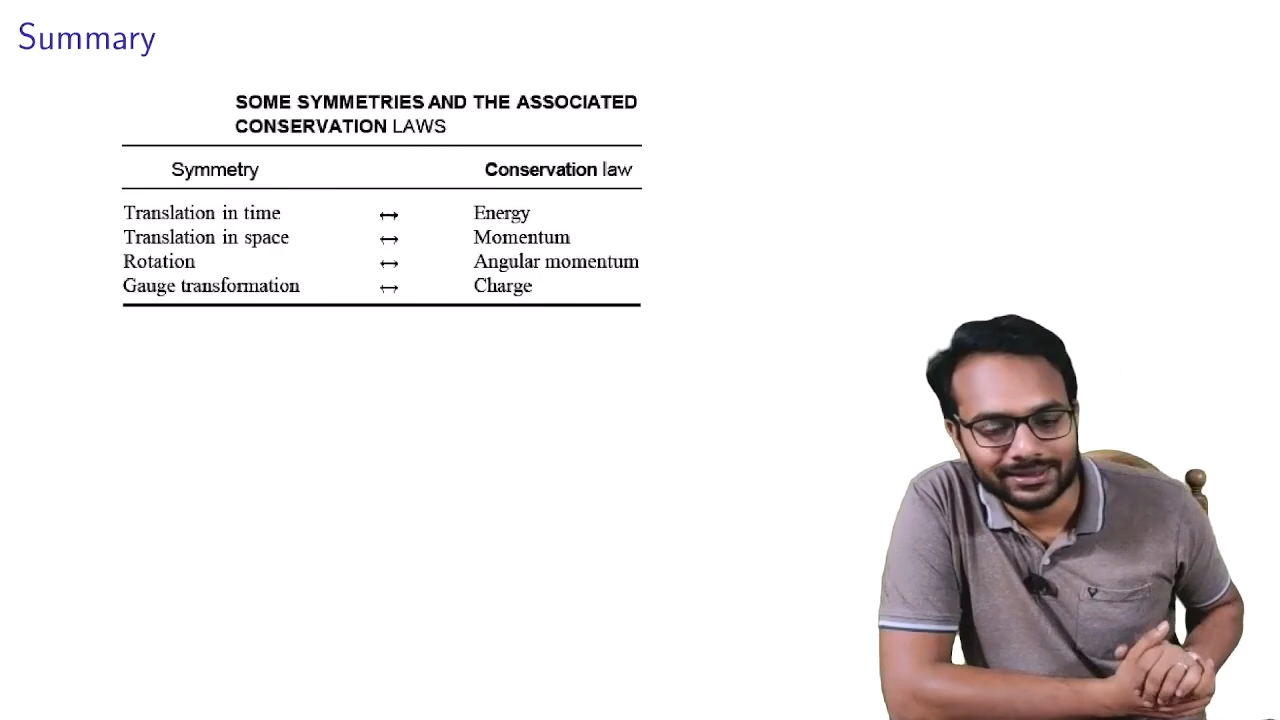 Summary
SOME SYMMETRIES AND THE ASSOCIATED
CONSERVATION LAWS
Symmetry Conservation law
Translation in time ↔ Energy
Translation in space ↔ Momentum
Rotation ↔ Angular momentum
Gauge transformation ↔ Charge